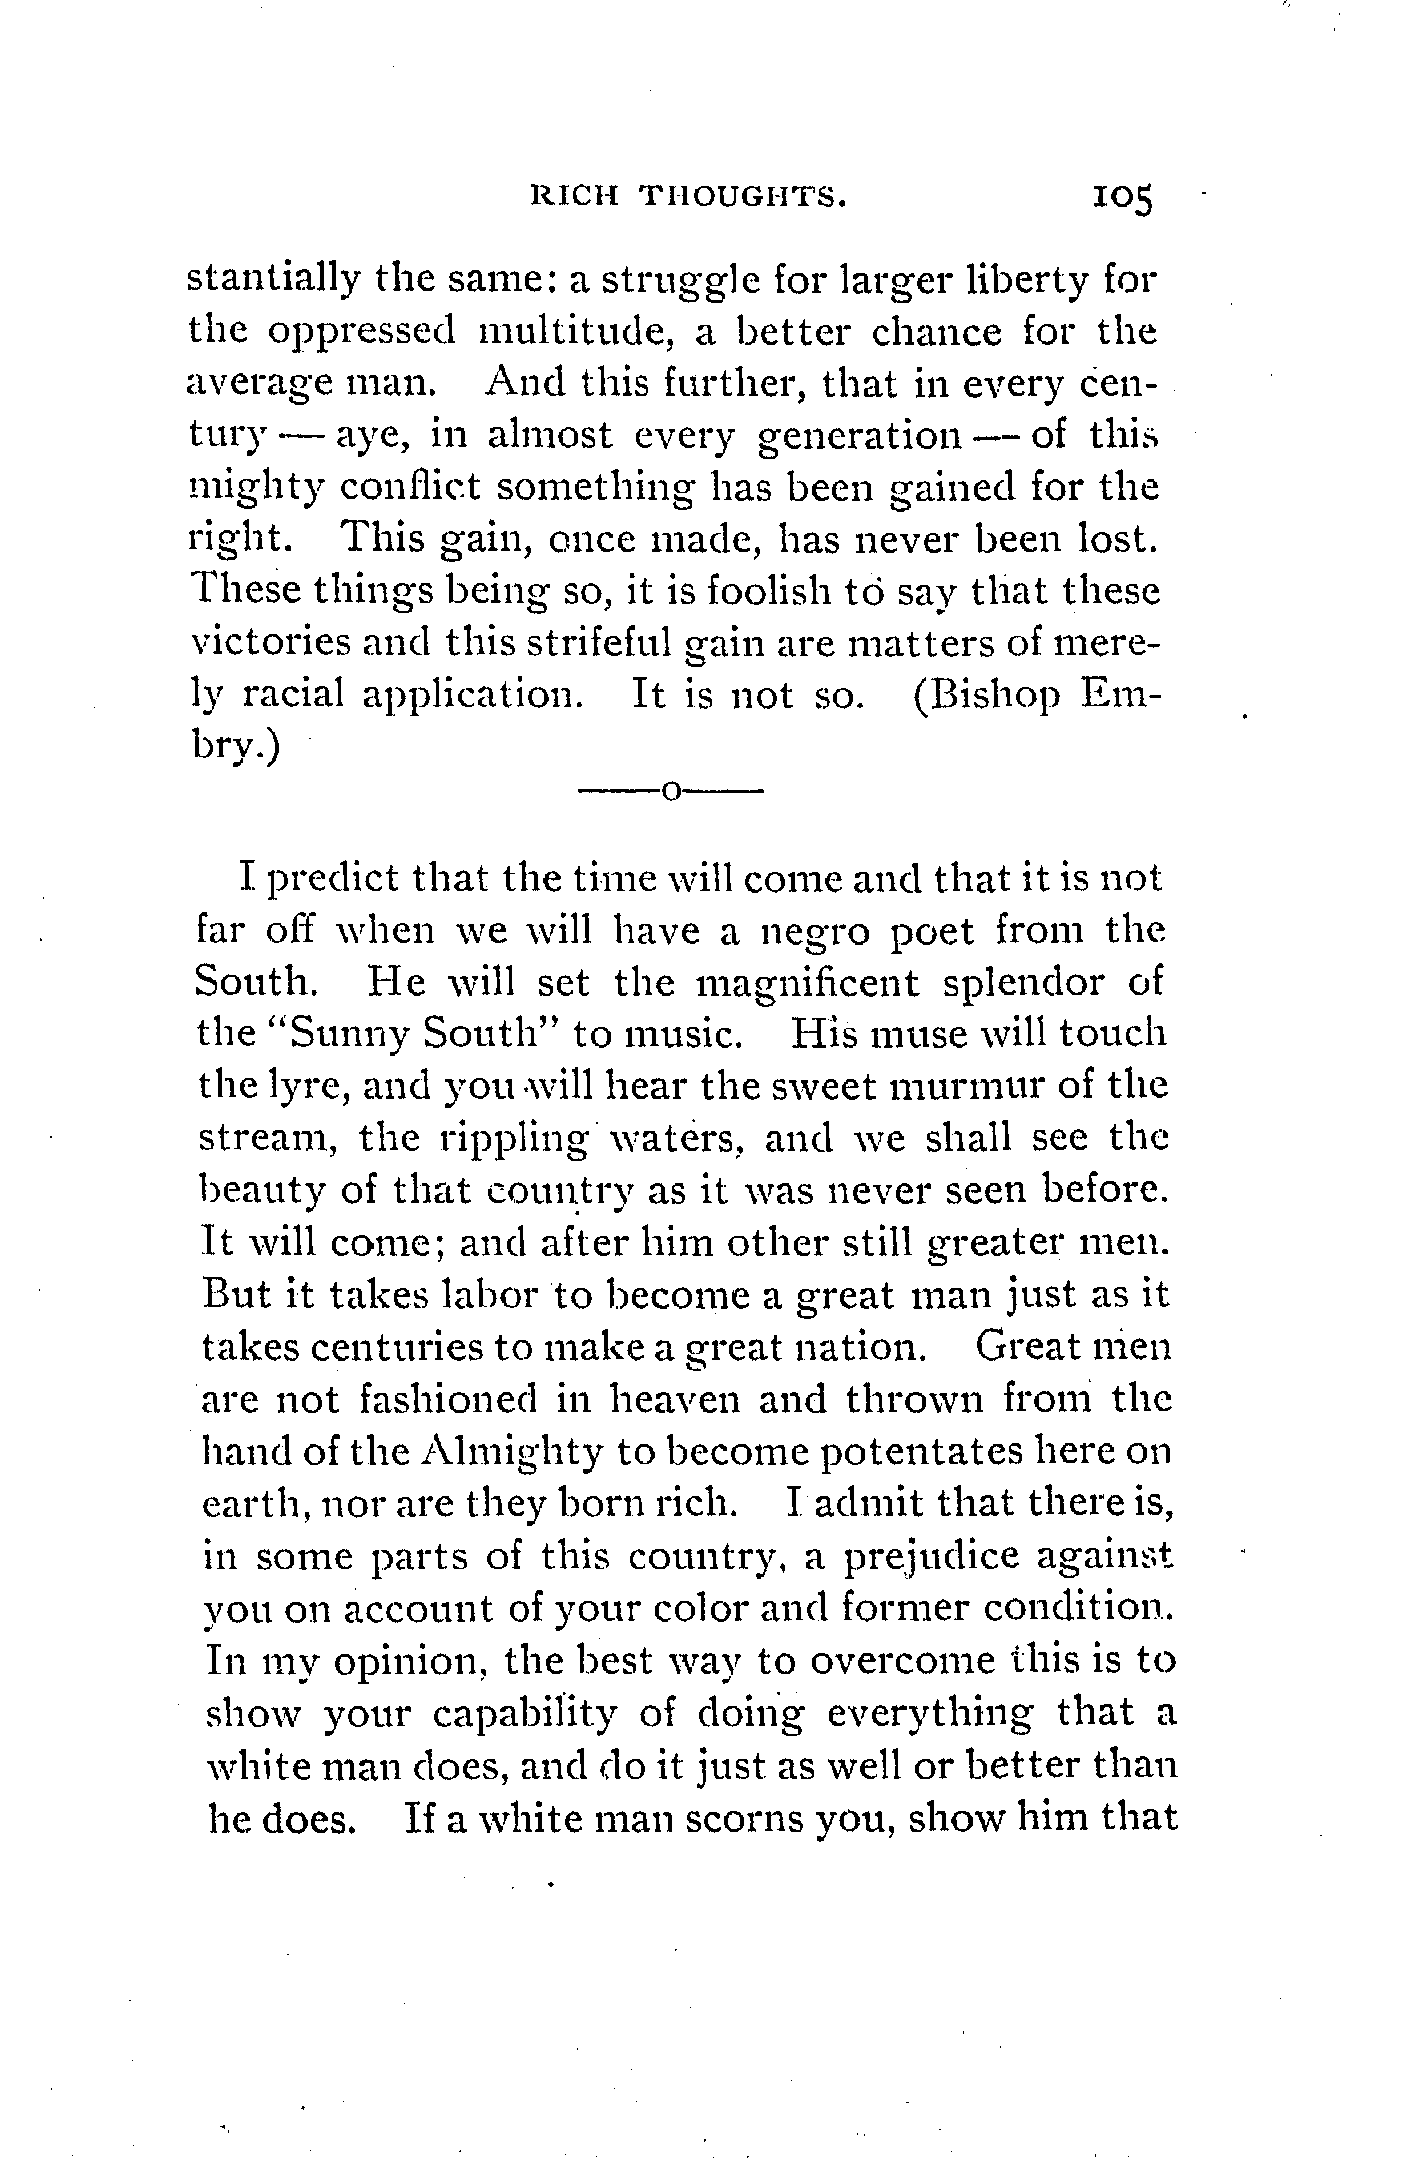 RICH THOUGHTS. 105
stantially the same: a struggle for larger liberty for
the oppressed multitude, a better chance for the
average man. And this further, that in every cen-
tury — aye, in almost every generation — of this
mighty conflict something has been gained for the
right. This gain, once made, has never been lost.
These things being so, it is foolish to say that these
victories and this strifeful gain are matters of mere-
ly racial application. It is not so. (Bishop Em-
bry.)
——o——
I predict that the time will come and that it is not
far off when we will have a negro poet from the
South. He will set the magnificent splendor of
the "Sunny South" to music. His muse will touch
the lyre, and you will hear the sweet murmur of the
stream, the rippling waters, and we shall see the
beauty of that country as it was never seen before.
It will come; and after him other still greater men.
But it takes labor to become a great man just as it
takes centuries to make a great nation. Great men
are not fashioned in heaven and thrown from the
hand of the Almighty to become potentates here on
earth, nor are they born rich. I admit that there is,
in some parts of this country, a prejudice against
you on account of your color and former condition.
In my opinion, the best way to overcome this is to
show your capability of doing everything that a
white man does, and do it just as well or better than
he does. If a white man scorns you, show him that